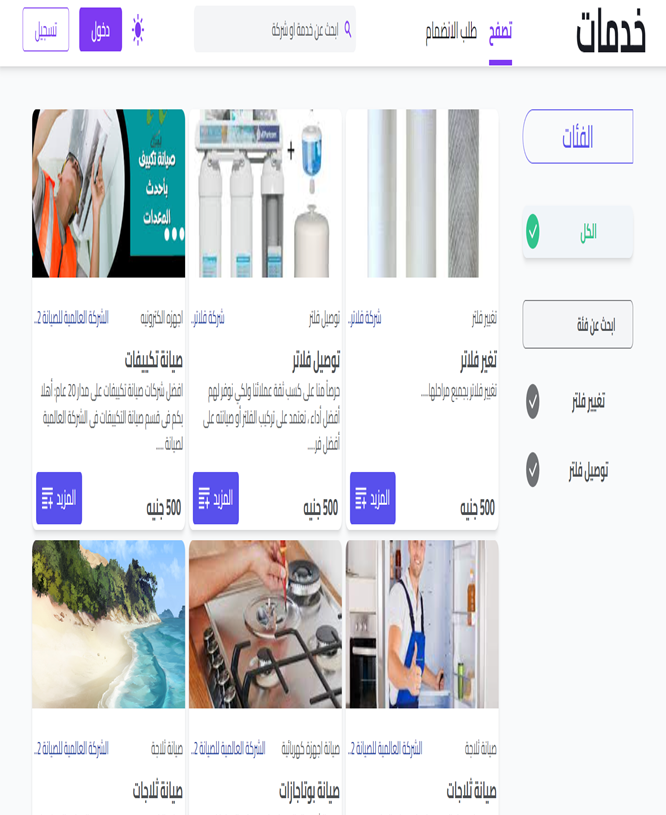 خدمات
تصفح
طلب الانضمام
ابحث عن خدمة او شركة
دخول
تسجيل
الفئات
الكل
ابحث عن فئة
تغيير فلتر
توصيل فلتر
تغيير فلتر
شركة فلاتر..
تغير فلاتر
تغيير فلاتر بجميع مراحلها....
500 جنيه
المزيد
+
توصيل فلتر
شركة فلاتر..
توصيل فلاتر
حرصاً منا على كسب ثقة عملائنا ولكي نوفر لهم
أفضل أداء ، نعتمد على تركيب الفلتر أو صيانته على
أفضل فر....
500 جنيه
المزيد
صيانة تكييف
بأحدث
المعدات
اجهزه الكترونيه
الشركة العالمية للصيانة 2..
صيانة تكييفات
افضل شركات صيانة تكييفات على مدار 20 عام: أهلا
بكم فى قسم صيانة التكييفات فى الشركة العالمية
لصيانة ....
500 جنيه
المزيد
صيانة ثلاجة
الشركة العالمية للصيانة 2..
صيانة ثلاجات
صيانة اجهزة كهربائية
الشركة العالمية للصيانة 2..
صيانة بوتاجازات
صيانة ثلاجة
الشركة العالمية للصيانة 2..
صيانة ثلاجات